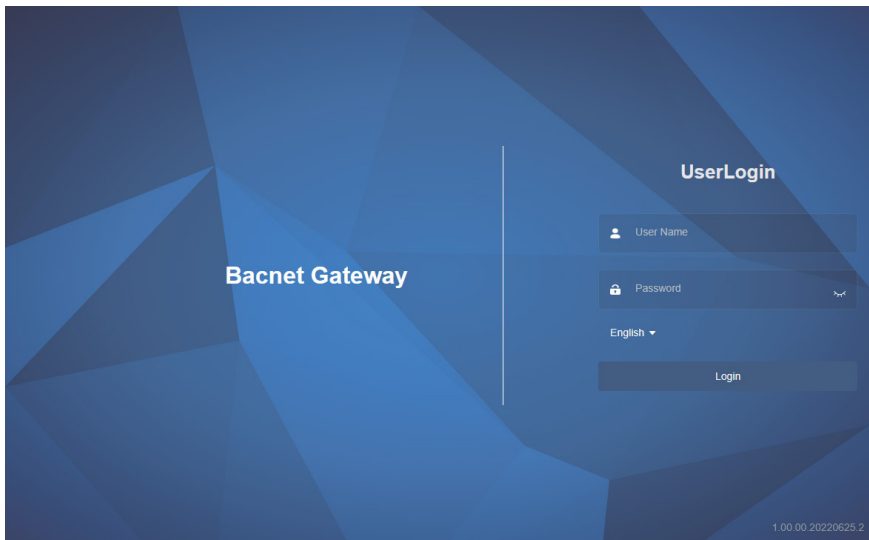 Bacnet Gateway
UserLogin
User Name
Password
English
Login
1.00.00.20220625.2